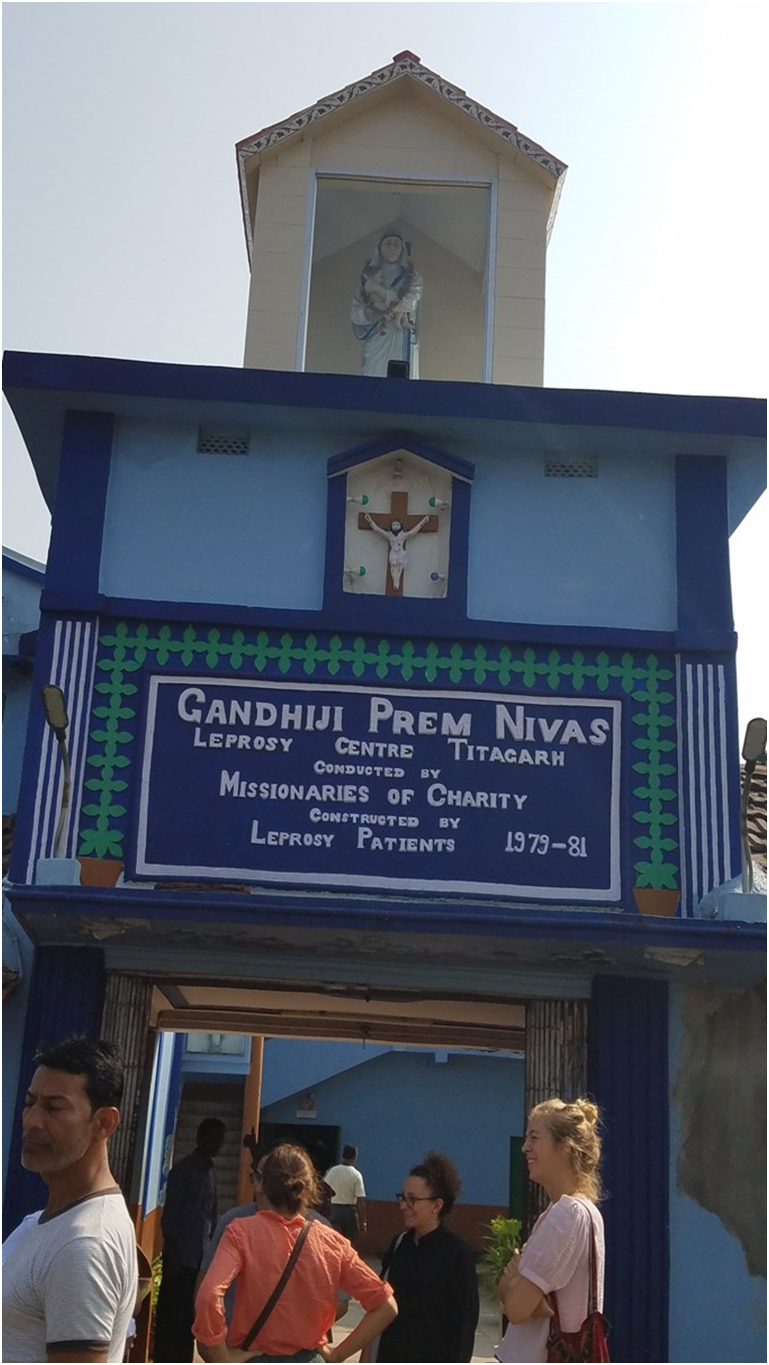 GANDHIJI PREM NIVAS
LEPROSY CENTRE TITAGARH
CONDUCTED BY
MISSIONARIES OF CHARITY
CONSTRUCTED BY
LEPROSY PATIENTS 1979-81